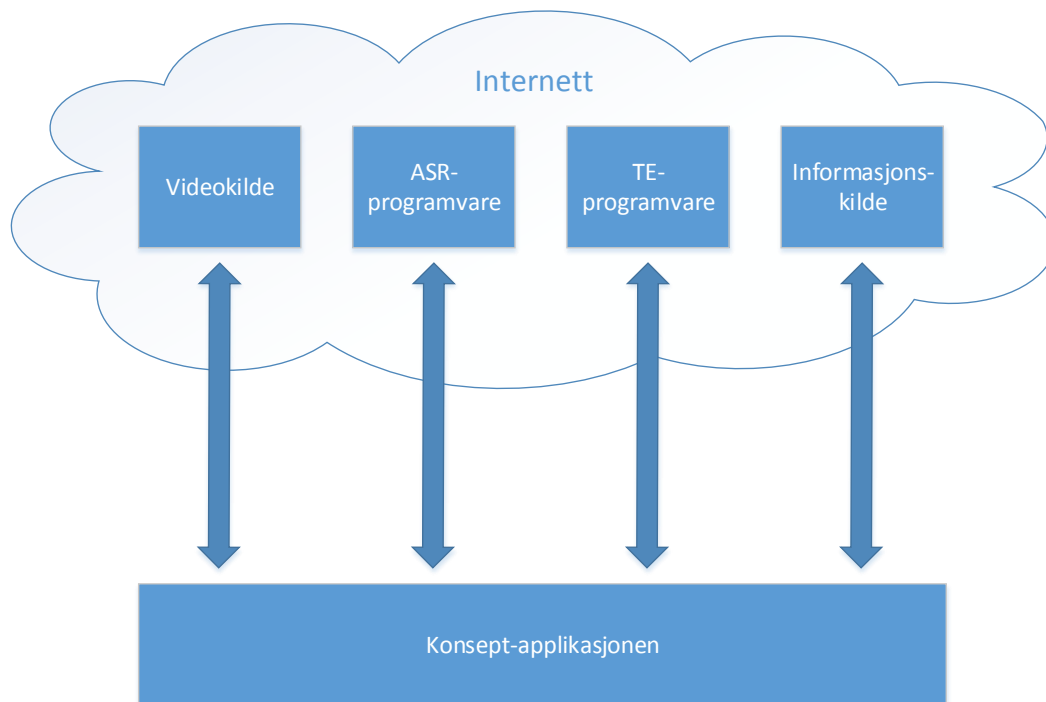 Internett
Videokilde
ASR-
programvare
TE-
programvare
Informasjons-
kilde
Konsept-applikasjonen